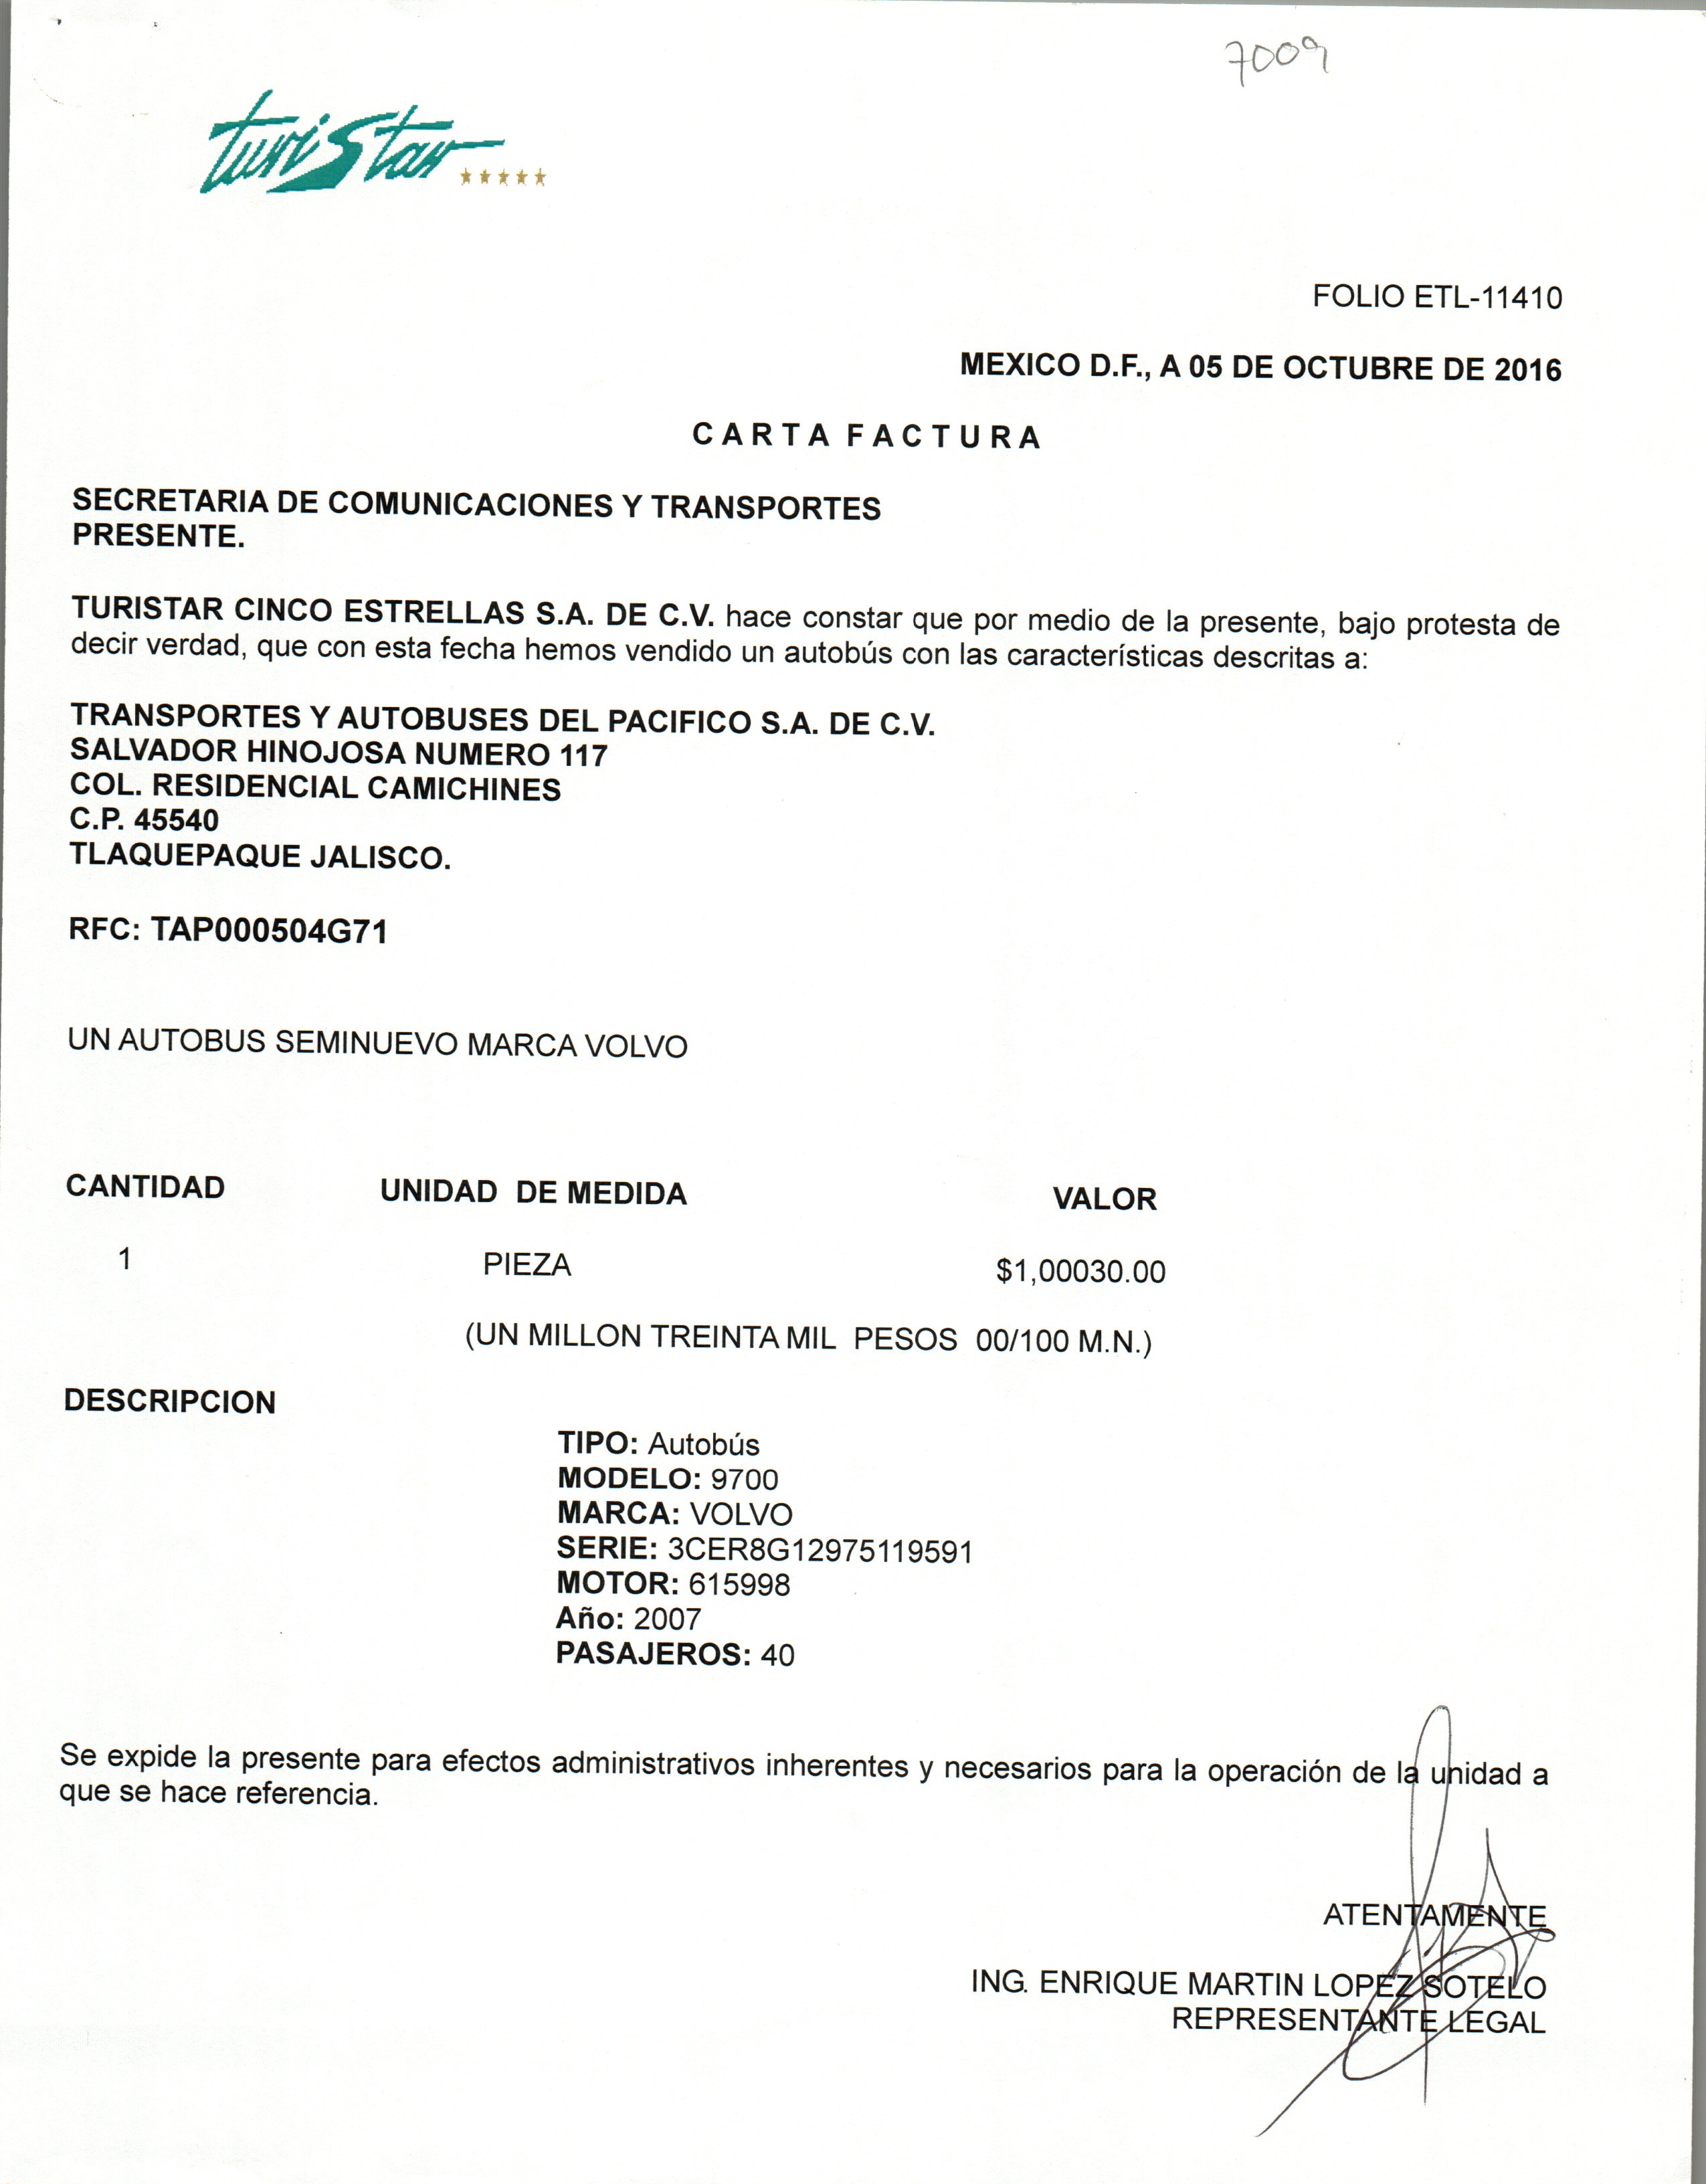 7009
turiStar
FOLIO ETL-11410
MEXICO D.F., A 05 DE OCTUBRE DE 2016
CARTA FACTURA
SECRETARIA DE COMUNICACIONES Y TRANSPORTES
PRESENTE.
TURISTAR CINCO ESTRELLAS S.A. DE C.V. hace constar que por medio de la presente, bajo protesta de
decir verdad, que con esta fecha hemos vendido un autobús con las características descritas a:
TRANSPORTES Y AUTOBUSES DEL PACIFICO S.A. DE C.V.
SALVADOR HINOJOSA NUMERO 117
COL. RESIDENCIAL CAMICHINES
C.P. 45540
TLAQUEPAQUE JALISCO.
RFC: TAP000504G71
UN AUTOBUS SEMINUEVO MARCA VOLVO
CANTIDAD UNIDAD DE MEDIDA VALOR
1 PIEZA $1,00030.00
(UN MILLON TREINTA MIL PESOS 00/100 M.N.)
DESCRIPCION
TIPO: Autobús
MODELO: 9700
MARCA: VOLVO
SERIE: 3CER8G12975119591
MOTOR: 615998
Año: 2007
PASAJEROS: 40
Se expide la presente para efectos administrativos inherentes y necesarios para la operación de la unidad a
que se hace referencia.
ATENTAMENTE
ING. ENRIQUE MARTIN LOPEZ SOTELO
REPRESENTANTE LEGAL